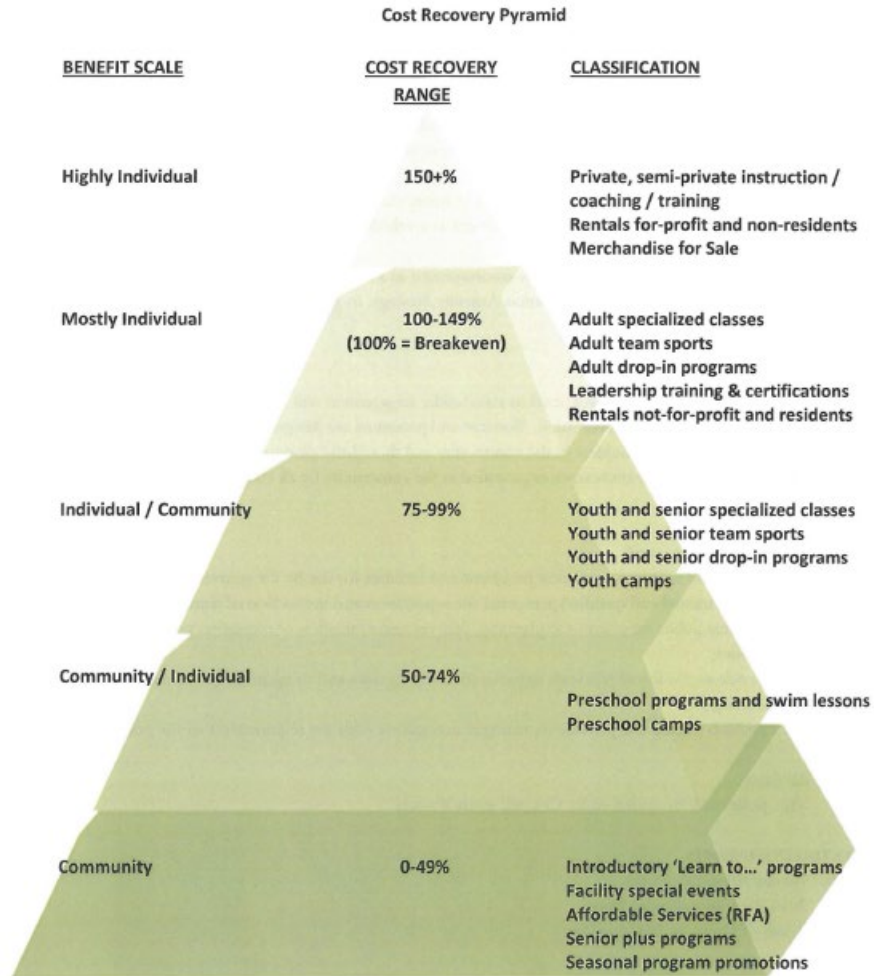 Cost Recovery Pyramid
BENEFIT SCALE
COST RECOVERY
RANGE
CLASSIFICATION
Highly Individual
150+%
Private, semi-private instruction /
coaching / training
Rentals for-profit and non-residents
Merchandise for Sale
Mostly Individual
100-149%
(100% = Breakeven)
Adult specialized classes
Adult team sports
Adult drop-in programs
Leadership training & certifications
Rentals not-for-profit and residents
Individual / Community
75-99%
Youth and senior specialized classes
Youth and senior team sports
Youth and senior drop-in programs
Youth camps
Community / Individual
50-74%
Preschool programs and swim lessons
Preschool camps
Community
0-49%
Introductory ‘Learn to...’ programs
Facility special events
Affordable Services (RFA)
Senior plus programs
Seasonal program promotions